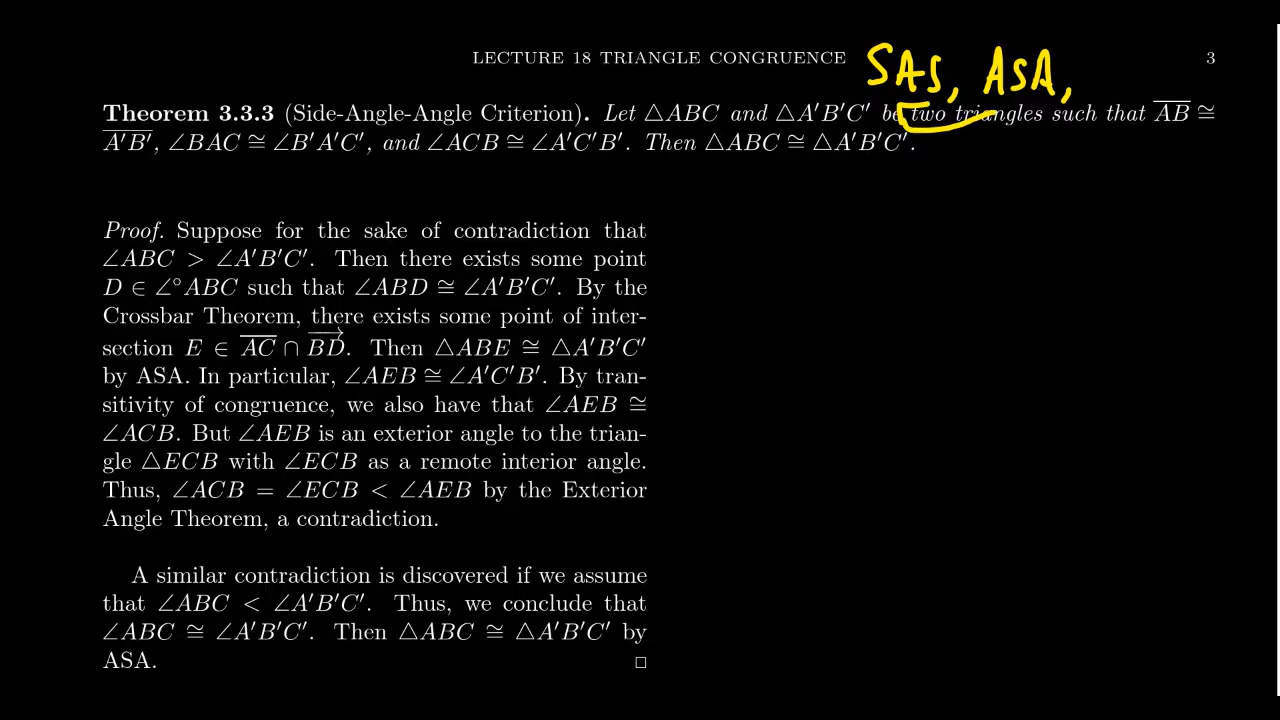 LECTURE 18 TRIANGLE CONGRUENCE SAS, ASA, 3
Theorem 3.3.3 (Side-Angle-Angle Criterion). Let △ABC and △A′B′C′ be two triangles such that A̅B̅ ≅
A̅′B̅′, ∠BAC ≅ ∠B′A′C′, and ∠ACB ≅ ∠A′C′B′. Then △ABC ≅ △A′B′C′.
Proof. Suppose for the sake of contradiction that
∠ABC > ∠A′B′C′. Then there exists some point
D ∈ ∠°ABC such that ∠ABD ≅ ∠A′B′C′. By the
Crossbar Theorem, there exists some point of inter-
section E ∈ A̅C̅ ∩ B⃗D⃗. Then △ABE ≅ △A′B′C′
by ASA. In particular, ∠AEB ≅ ∠A′C′B′. By tran-
sitivity of congruence, we also have that ∠AEB ≅
∠ACB. But ∠AEB is an exterior angle to the trian-
gle △ECB with ∠ECB as a remote interior angle.
Thus, ∠ACB = ∠ECB < ∠AEB by the Exterior
Angle Theorem, a contradiction.
A similar contradiction is discovered if we assume
that ∠ABC < ∠A′B′C′. Thus, we conclude that
∠ABC ≅ ∠A′B′C′. Then △ABC ≅ △A′B′C′ by
ASA. □